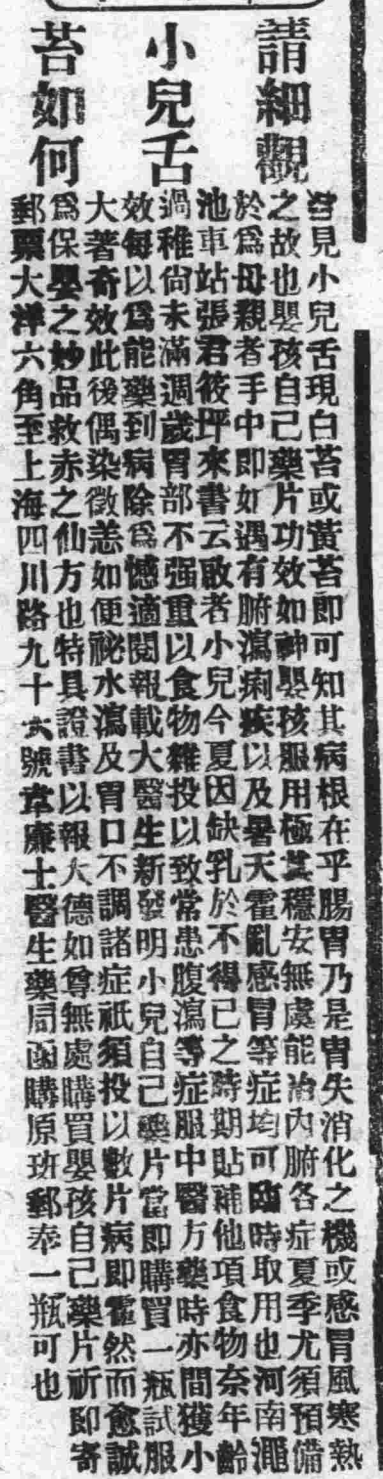 請細觀
小兒舌
苔如何
君見小兒舌現白苔或黃苔即可知其病根在乎腸胃乃是胃失消化之機或感冒風寒熱
之故也嬰孩自己藥片功效如神嬰孩服用極其穩安無虞能治內腑各症夏季尤須預備
於爲母親者手中即如遇有腑瀉痢疾以及暑天霍亂感冒等症均可臨時取用也河南澠
池車站張君筱坪來書云敢者小兒今夏因缺乳於不得已之時期貼補他項食物奈年齡
過稚尙未滿週歲胃部不强重以食物雜投以致常患腹瀉等症服中醫方藥時亦間獲小
效每以爲能藥到病除爲憾適閱報載大醫生新發明小兒自己藥片當即購買一瓶試服
大著奇效此後偶染微恙如便祕水瀉及胃口不調諸症祇須投以數片病即霍然而愈誠
爲保嬰之妙品救赤之仙方也特具證書以報大德如尊無處購買嬰孩自己藥片祈即寄
郵票大洋六角至上海四川路九十六號韋廉士醫生藥局函購原班郵奉一瓶可也